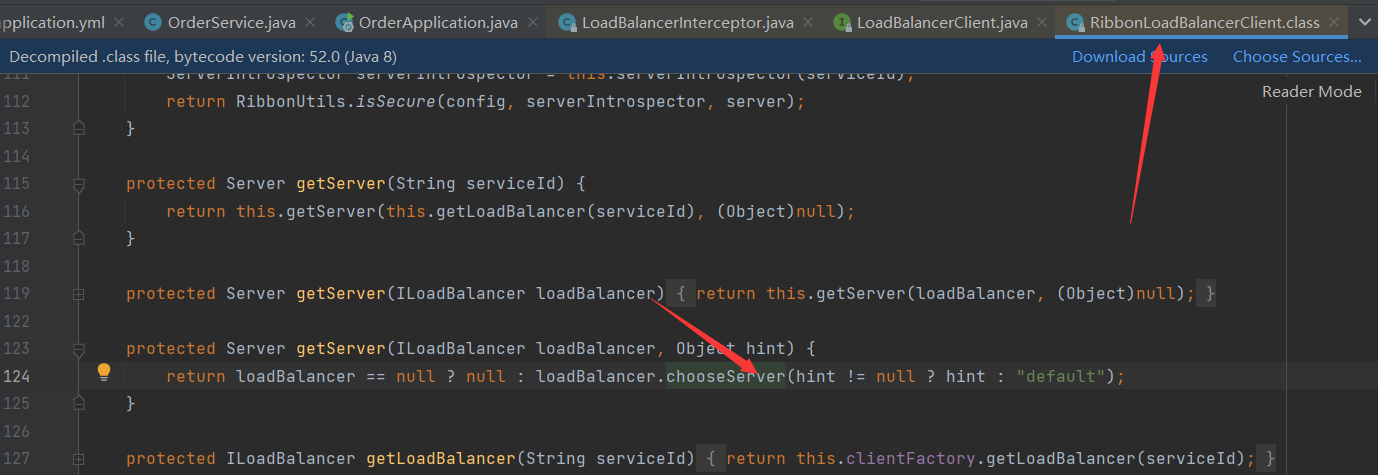 pplication.yml OrderService.java OrderApplication.java LoadBalancerInterceptor.java LoadBalancerClient.java RibbonLoadBalancerClient.class
Decompiled .class file, bytecode version: 52.0 (Java 8) Download Sources Choose Sources...
111 ServerIntrospector serverIntrospector = this.serverIntrospector(serviceId);
Reader Mode
112 return RibbonUtils.isSecure(config, serverIntrospector, server);
113 }
114
115 protected Server getServer(String serviceId) {
116 return this.getServer(this.getLoadBalancer(serviceId), (Object)null);
117 }
118
119 protected Server getServer(ILoadBalancer loadBalancer) { return this.getServer(loadBalancer, (Object)null); }
122
123 protected Server getServer(ILoadBalancer loadBalancer, Object hint) {
124 return loadBalancer == null ? null : loadBalancer.chooseServer(hint != null ? hint : "default");
125 }
126
127 protected ILoadBalancer getLoadBalancer(String serviceId) { return this.clientFactory.getLoadBalancer(serviceId); }